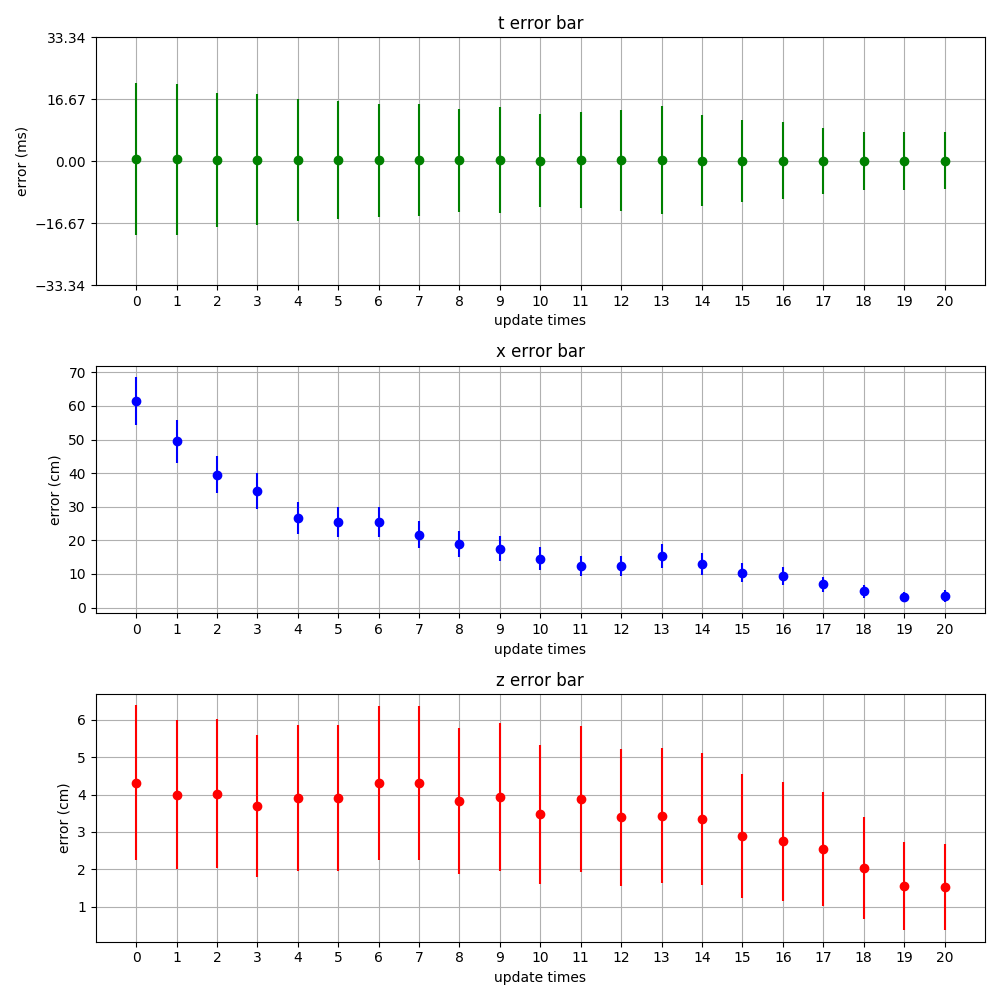 t error bar
33.34
16.67
0.00
−16.67
−33.34
error (ms)
0 1 2 3 4 5 6 7 8 9 10 11 12 13 14 15 16 17 18 19 20
update times
x error bar
70
60
50
40
30
20
10
0
error (cm)
0 1 2 3 4 5 6 7 8 9 10 11 12 13 14 15 16 17 18 19 20
update times
z error bar
6
5
4
3
2
1
error (cm)
0 1 2 3 4 5 6 7 8 9 10 11 12 13 14 15 16 17 18 19 20
update times